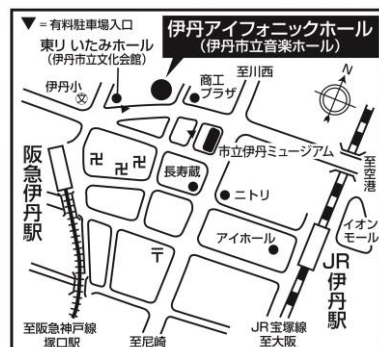 ▼=有料駐車場入口
伊丹アイフォニックホール
(伊丹市立音楽ホール)
東リ いたみホール
(伊丹市立文化会館)
伊丹小
文
商工
プラザ
至川西
N
市立伊丹ミュージアム
至空港
阪急伊丹駅
卍 卍 卍
長寿蔵
ニトリ
イオン
モール
アイホール
〒
JR伊丹駅
至阪急神戸線
塚口駅
至尼崎
JR宝塚線
至大阪